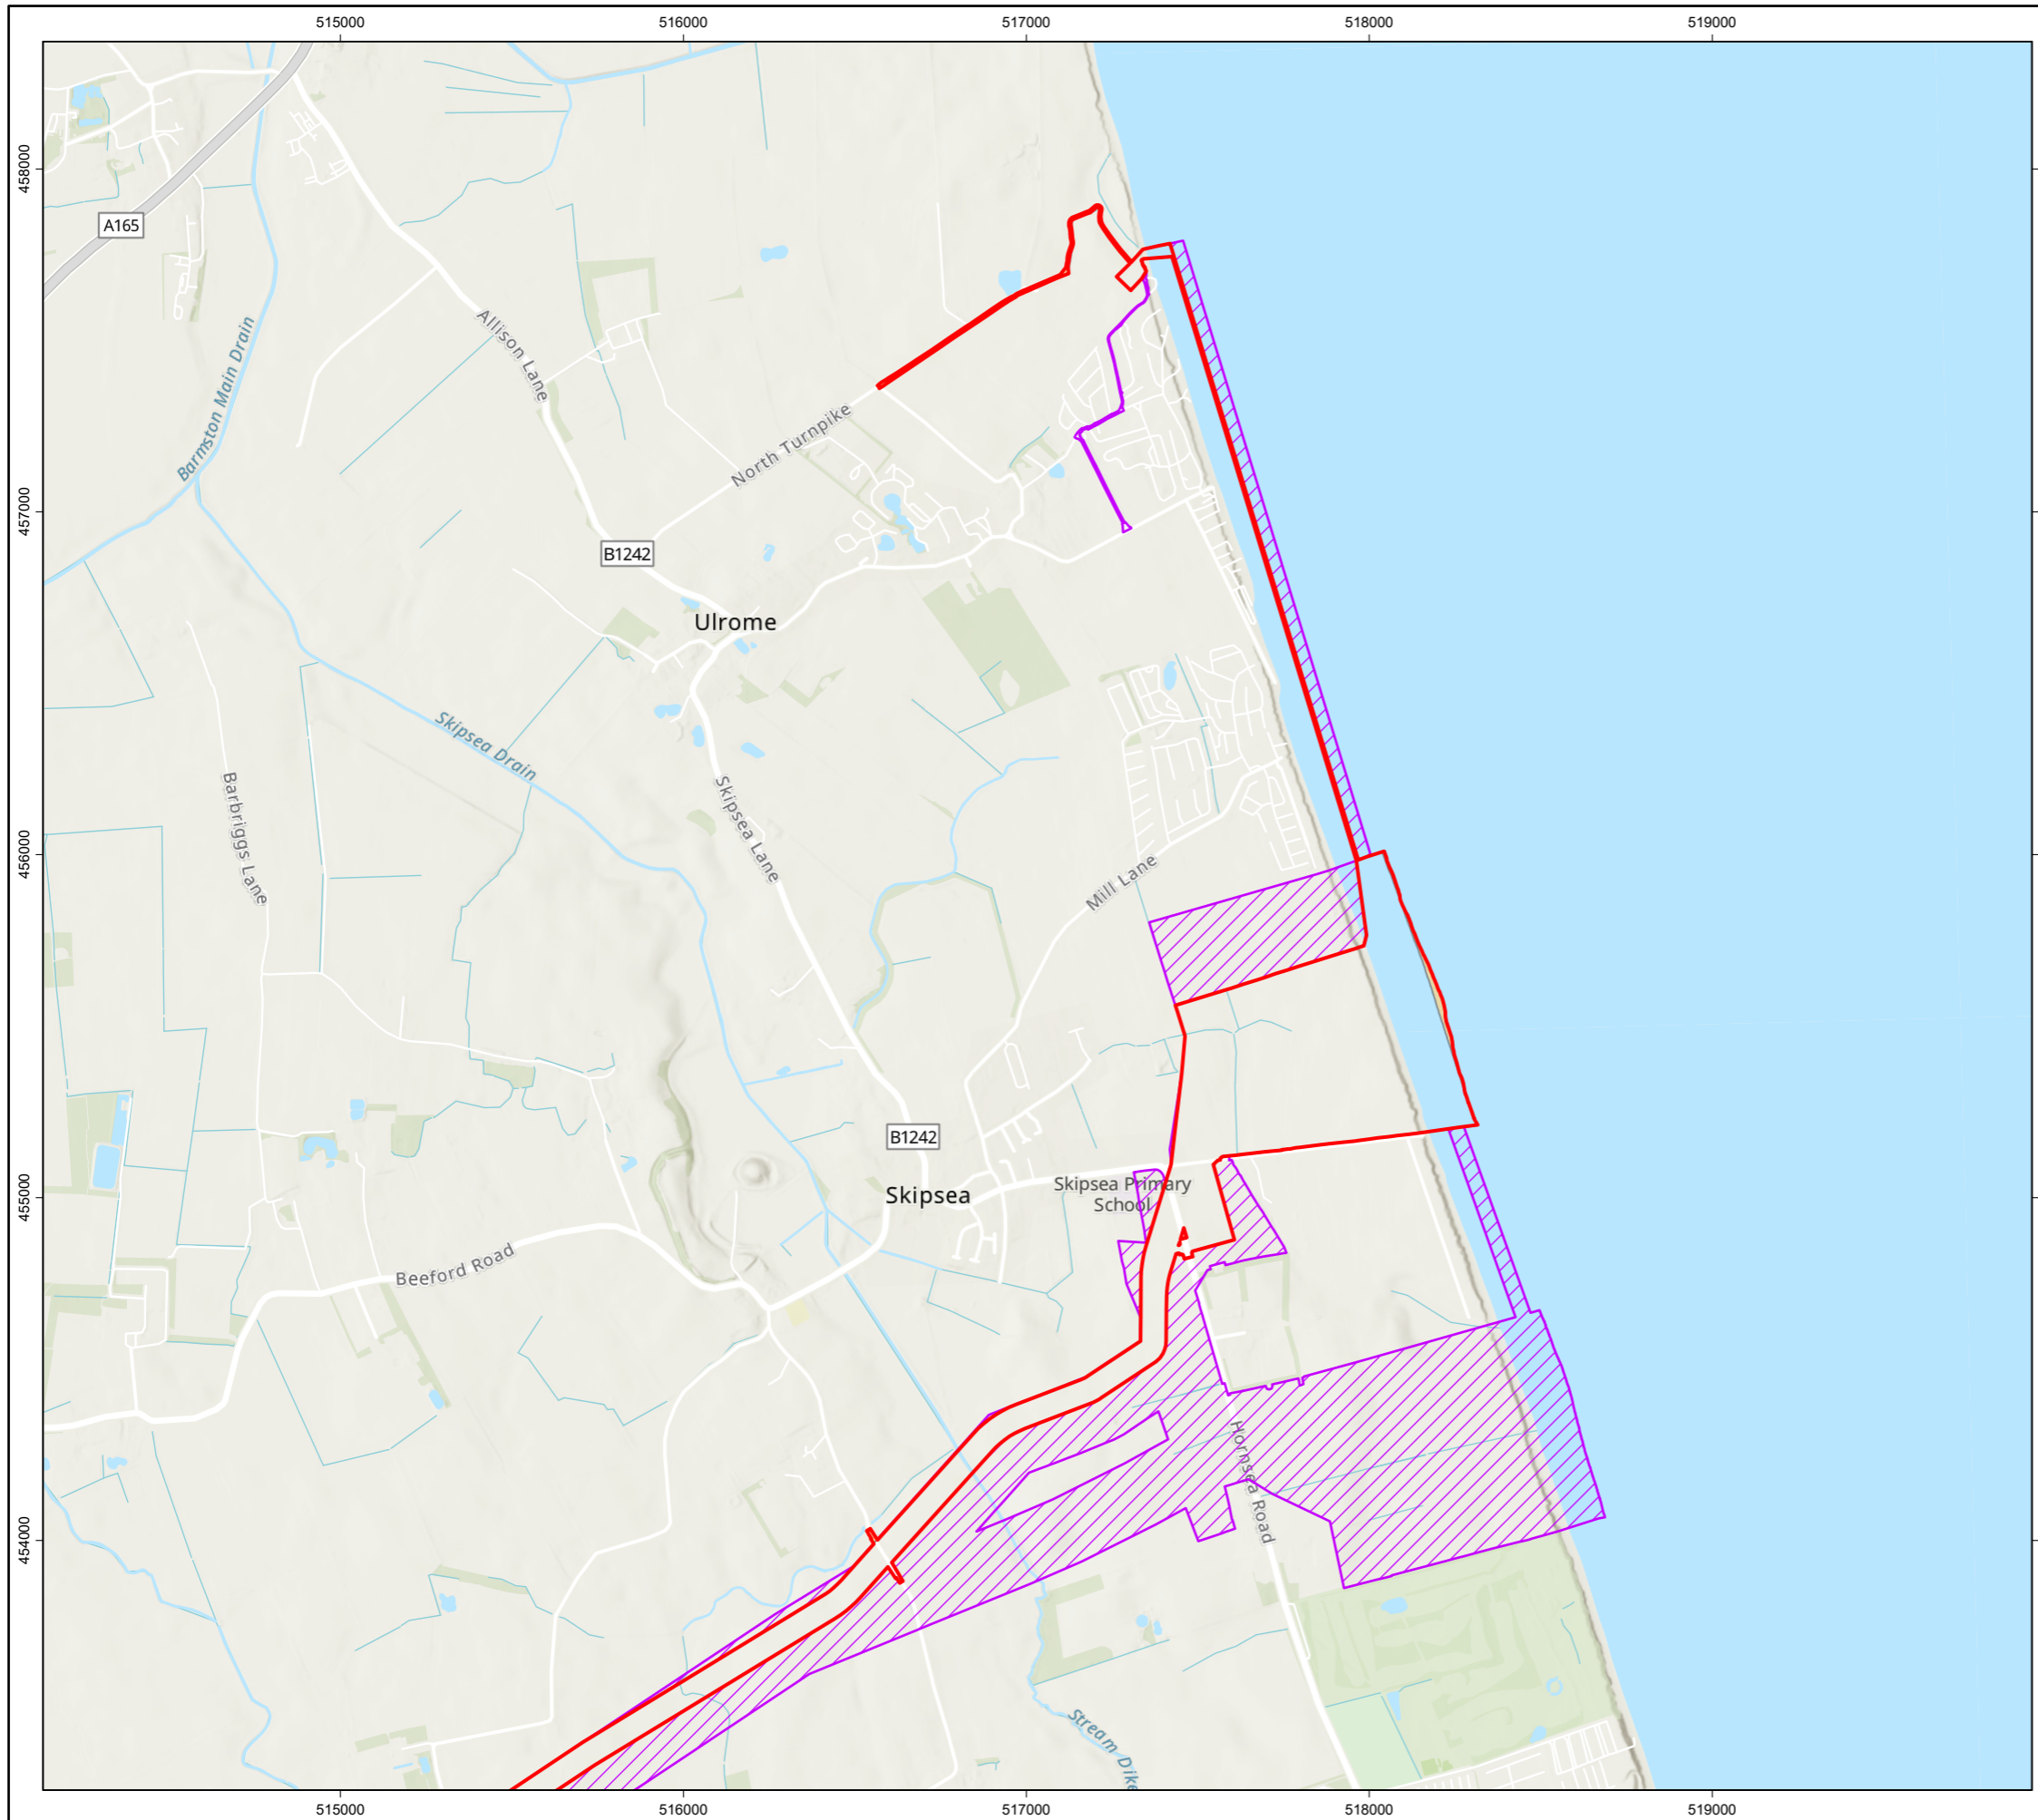 515000 516000 517000 518000 519000
458000
A165
Allison Lane
Barmston Main Drain
North Turnpike
457000
B1242
Ulrome
Skipsea Drain
Barbriggs Lane
Skipsea Lane
456000
Mill Lane
B1242
Skipsea
Skipsea Primary
School
455000
Beeford Road
Hornsea Road
454000
Stream Dike
515000 516000 517000 518000 519000